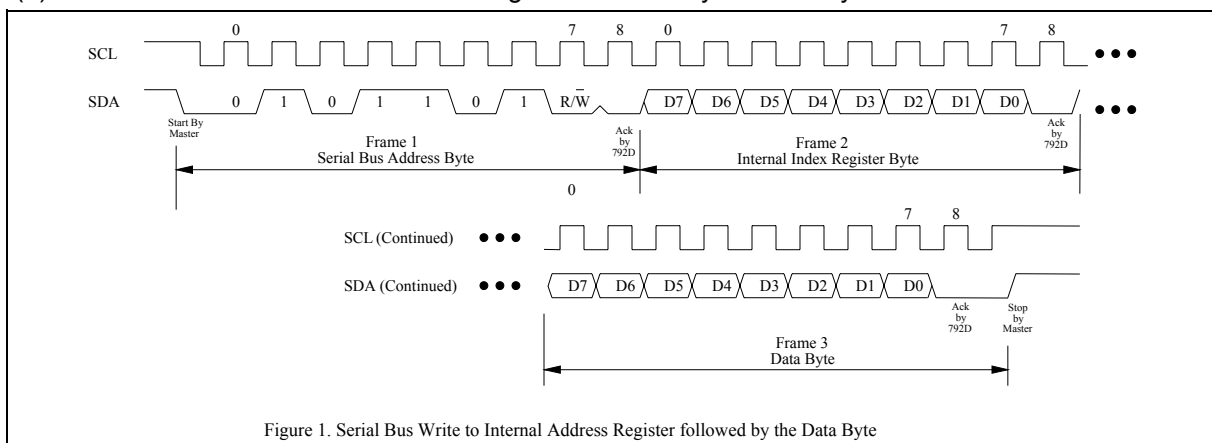 0 7 8 0 7 8
SCL
SDA 0 1 0 1 1 0 1 R/W D7 D6 D5 D4 D3 D2 D1 D0
Start By
Master
Ack
by
792D
Ack
by
792D
Frame 1
Serial Bus Address Byte
Frame 2
Internal Index Register Byte
0 7 8
SCL (Continued)
SDA (Continued) D7 D6 D5 D4 D3 D2 D1 D0
Ack
by
792D
Stop
by
Master
Frame 3
Data Byte
Figure 1. Serial Bus Write to Internal Address Register followed by the Data Byte